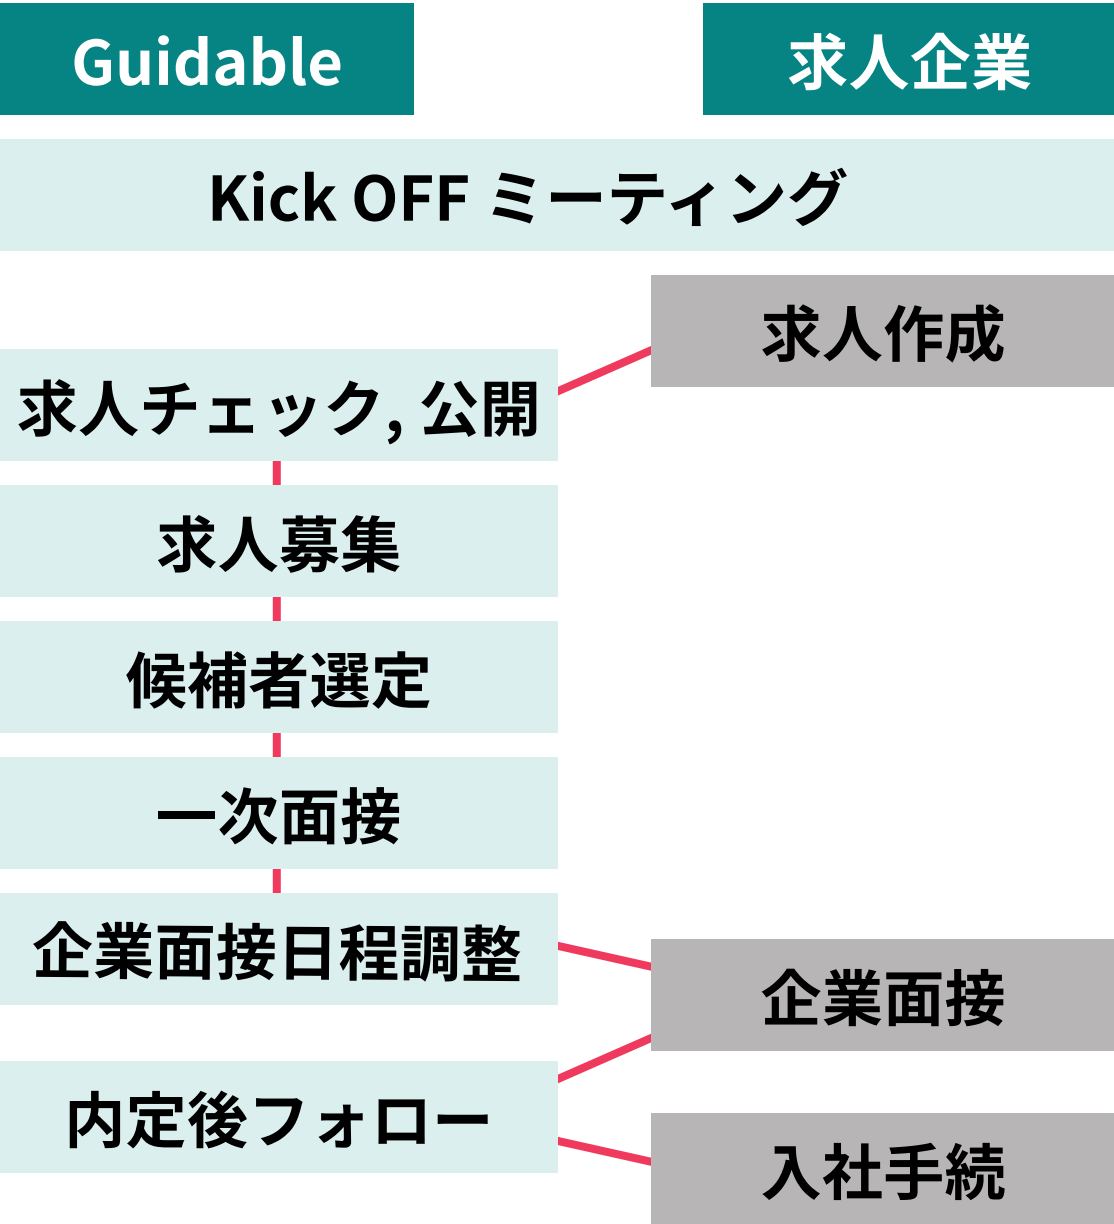 Guidable
求人企業
Kick OFF ミーティング
求人作成
求人チェック, 公開
求人募集
候補者選定
一次面接
企業面接日程調整
企業面接
内定後フォロー
入社手続